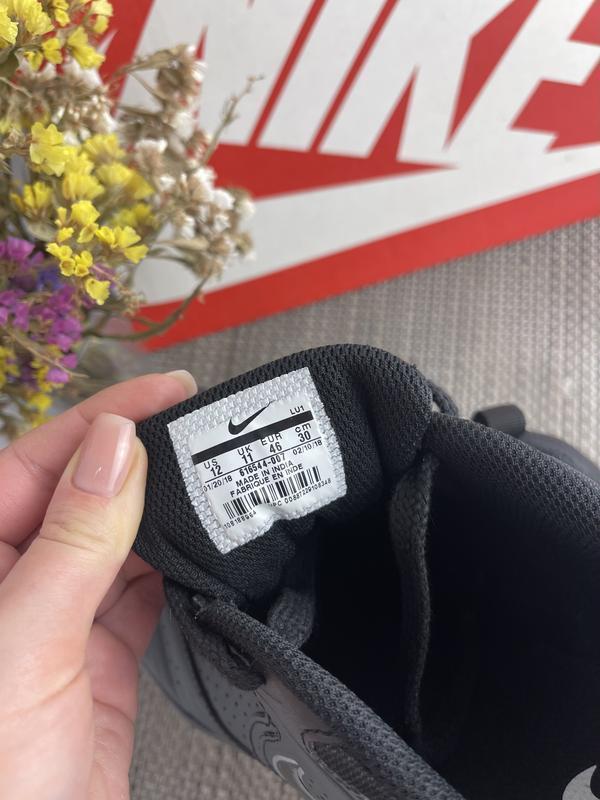 NIKE
LU1
US UK EUR cm
12 11 46 30
616544-007
01/20/18 02/10/18
MADE IN INDIA
FABRIQUE EN INDE